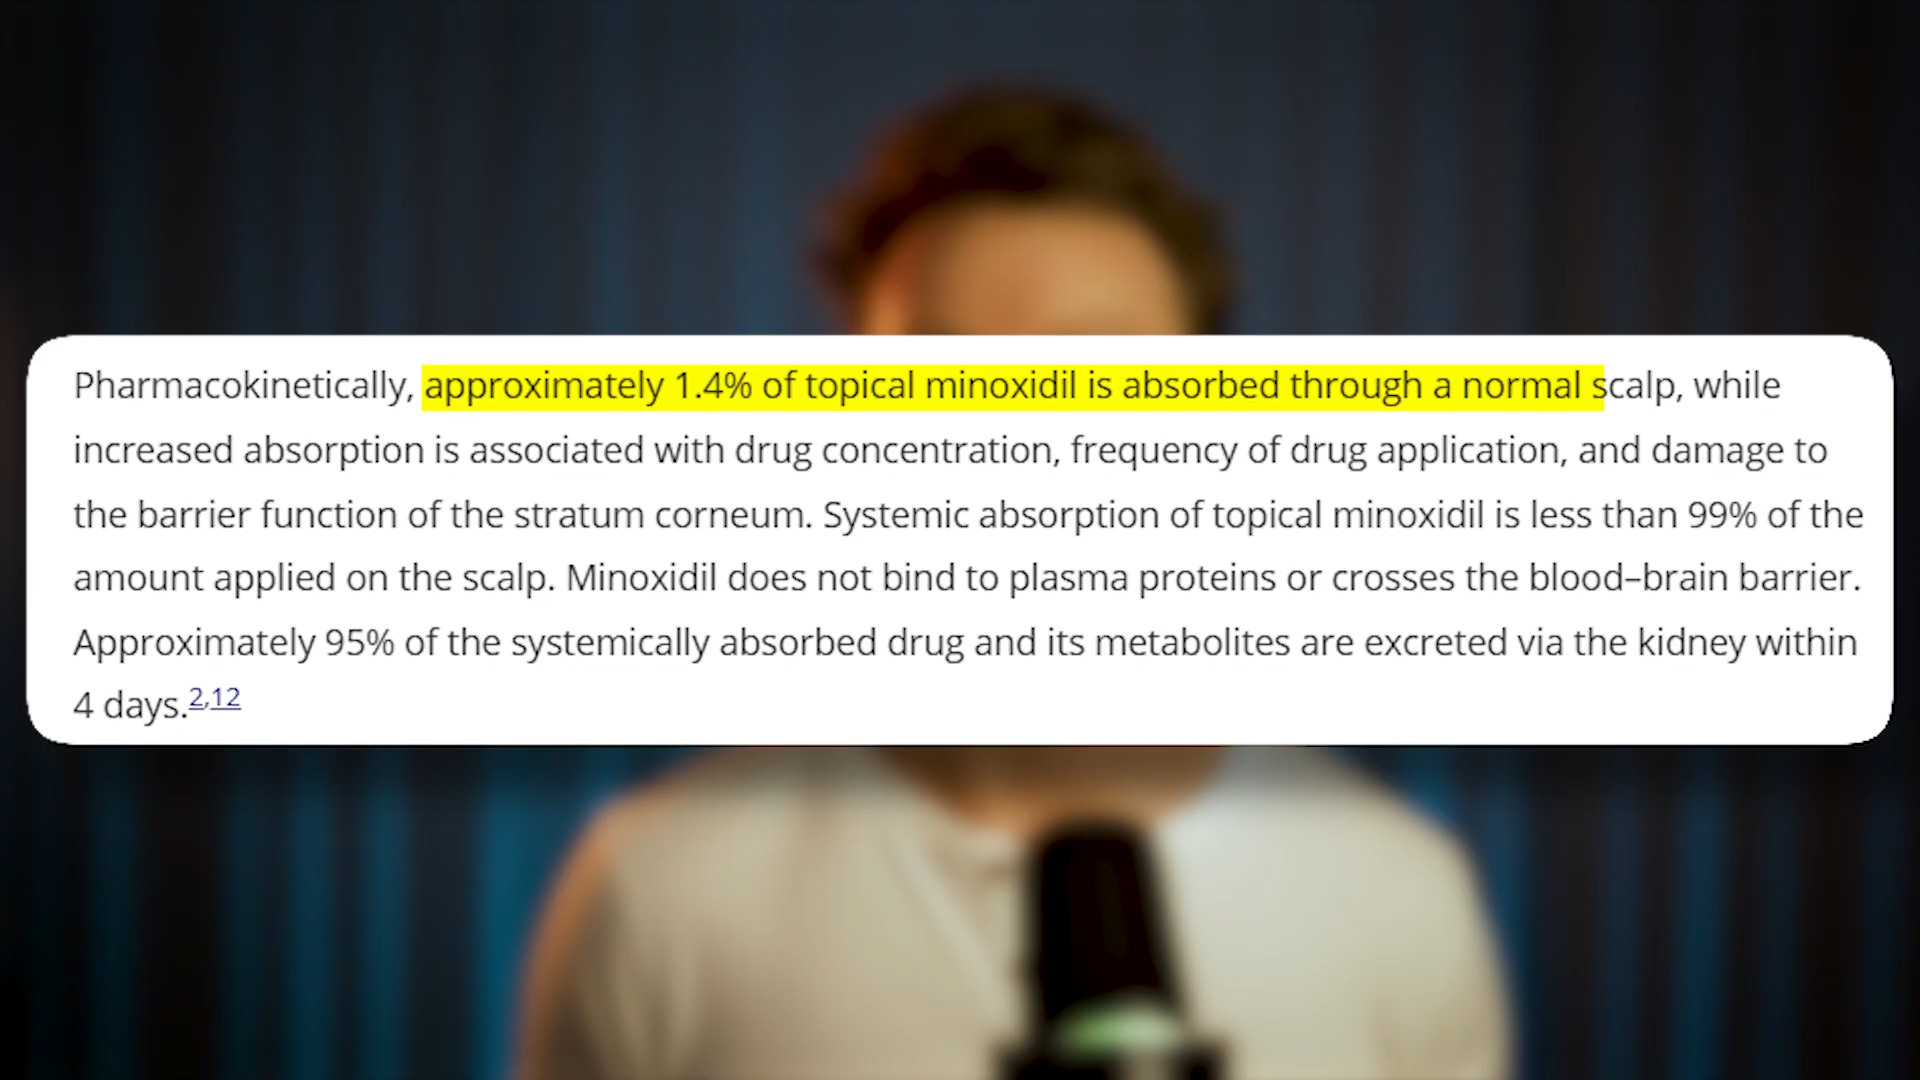 Pharmacokinetically, approximately 1.4% of topical minoxidil is absorbed through a normal scalp, while
increased absorption is associated with drug concentration, frequency of drug application, and damage to
the barrier function of the stratum corneum. Systemic absorption of topical minoxidil is less than 99% of the
amount applied on the scalp. Minoxidil does not bind to plasma proteins or crosses the blood–brain barrier.
Approximately 95% of the systemically absorbed drug and its metabolites are excreted via the kidney within
4 days.2,12